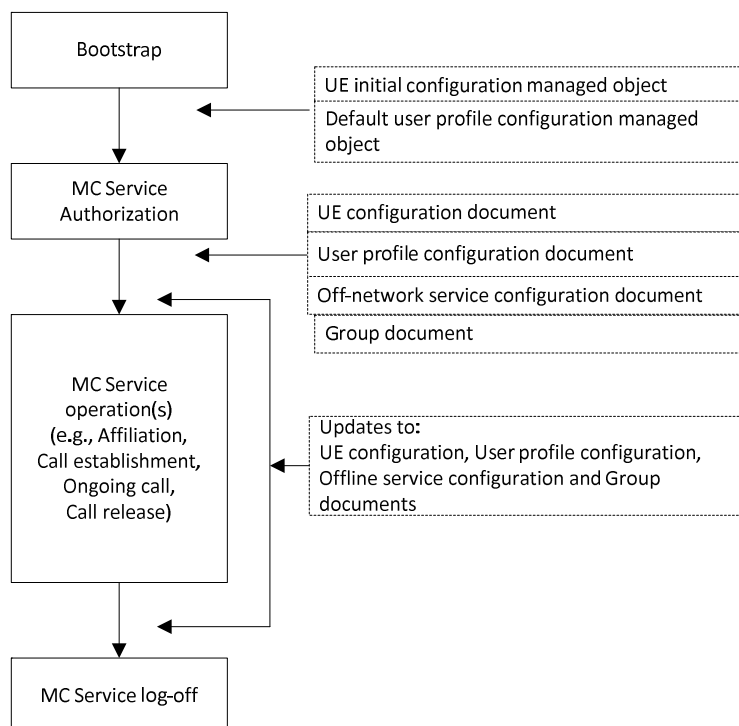 Bootstrap
UE initial configuration managed object
Default user profile configuration managed
object
MC Service
Authorization
UE configuration document
User profile configuration document
Off-network service configuration document
Group document
MC Service
operation(s)
(e.g., Affiliation,
Call establishment,
Ongoing call,
Call release)
Updates to:
UE configuration, User profile configuration,
Offline service configuration and Group
documents
MC Service log-off